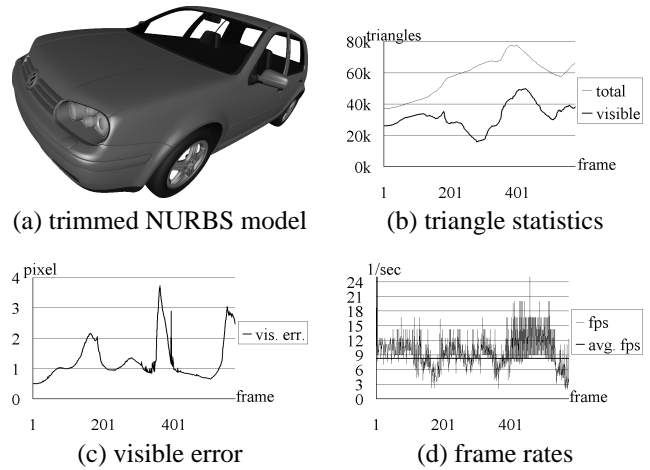 triangles
80k
60k
40k
20k
0k
total
visible
frame
1
201
401
(a) trimmed NURBS model
(b) triangle statistics
pixel
4
3
2
1
0
vis. err.
frame
1
201
401
1/sec
24
21
18
15
12
9
6
3
0
fps
avg. fps
frame
1
201
401
(c) visible error
(d) frame rates